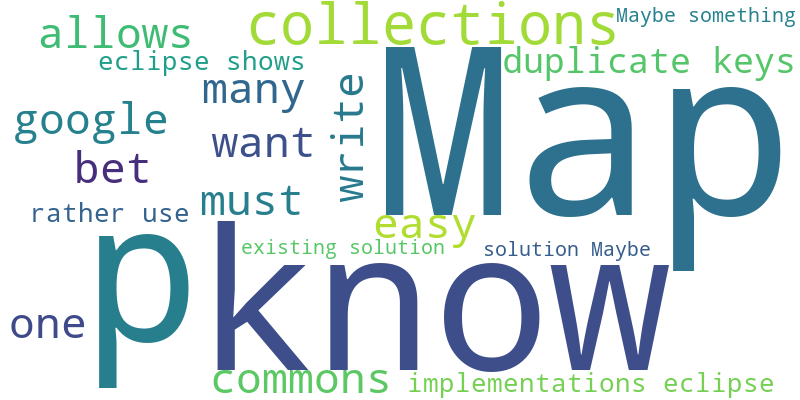 Maybe something
collections
allows
eclipse shows
duplicate keys
Map
many
write
google
want
bet
must
rather use
easy
existing solution
solution Maybe
p
know
one
commons
implementations eclipse